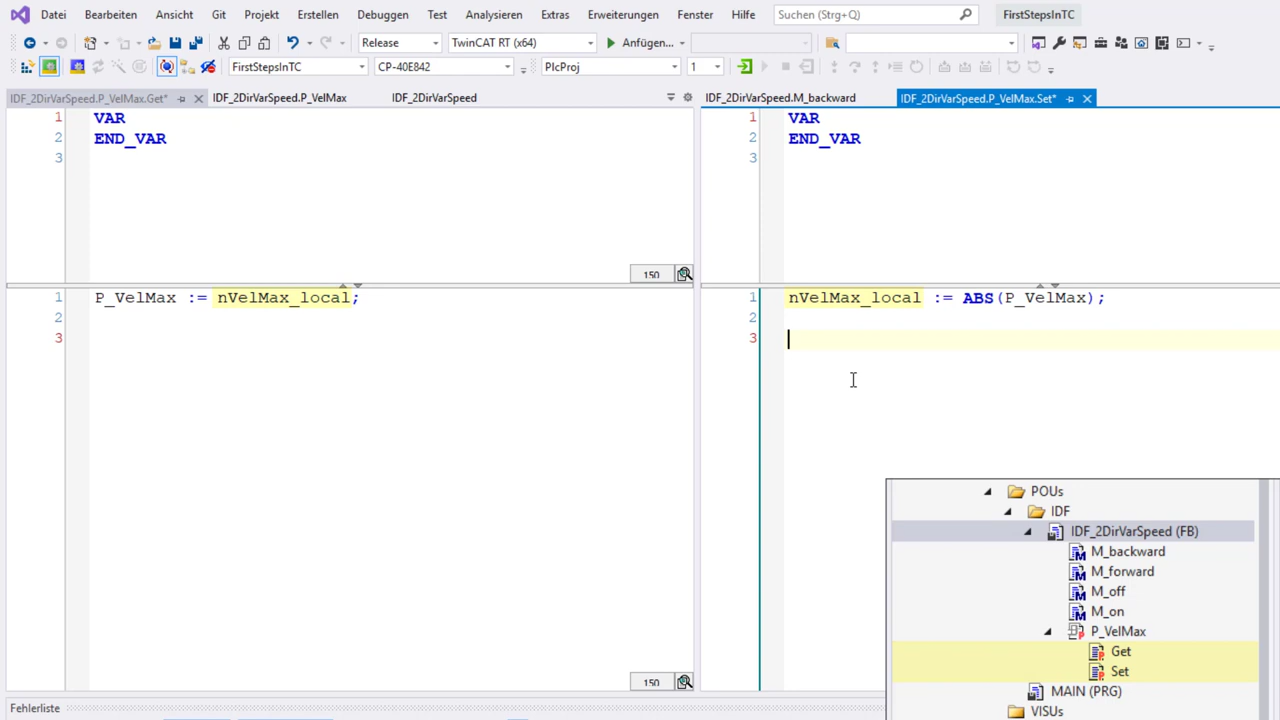 Datei Bearbeiten Ansicht Git Projekt Erstellen Debuggen Test Analysieren Extras Erweiterungen Fenster Hilfe Suchen (Strg+Q) FirstStepsInTC
Release TwinCAT RT (x64) Anfügen...
FirstStepsInTC CP-40E842 PlcProj 1
IDF_2DirVarSpeed.P_VelMax.Get* IDF_2DirVarSpeed.P_VelMax IDF_2DirVarSpeed IDF_2DirVarSpeed.M_backward IDF_2DirVarSpeed.P_VelMax.Set*
1 VAR
2 END_VAR
3
150
1 P_VelMax := nVelMax_local;
2
3
150
1 VAR
2 END_VAR
3
1 nVelMax_local := ABS(P_VelMax);
2
3
POUs
IDF
IDF_2DirVarSpeed (FB)
M_backward
M_forward
M_off
M_on
P_VelMax
Get
Set
MAIN (PRG)
VISUs
Fehlerliste